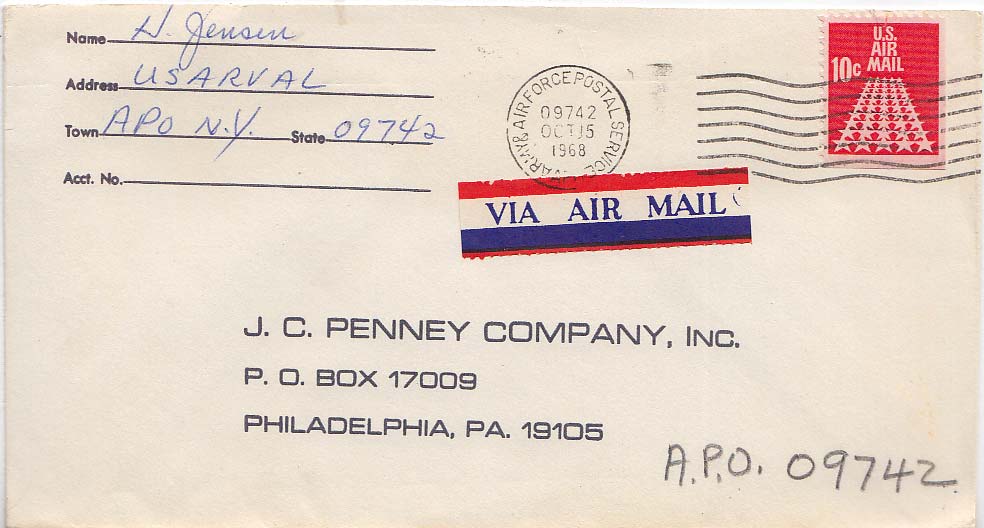 Name H. Jensen
Address USARVAL
Town APO N.Y. State 09742
Acct. No.
ARMY & AIR FORCE POSTAL SERVICE
09742
OCT 15
1968
U.S.
AIR
MAIL
10c
VIA AIR MAIL
J. C. PENNEY COMPANY, INC.
P. O. BOX 17009
PHILADELPHIA, PA. 19105
A.P.O. 09742